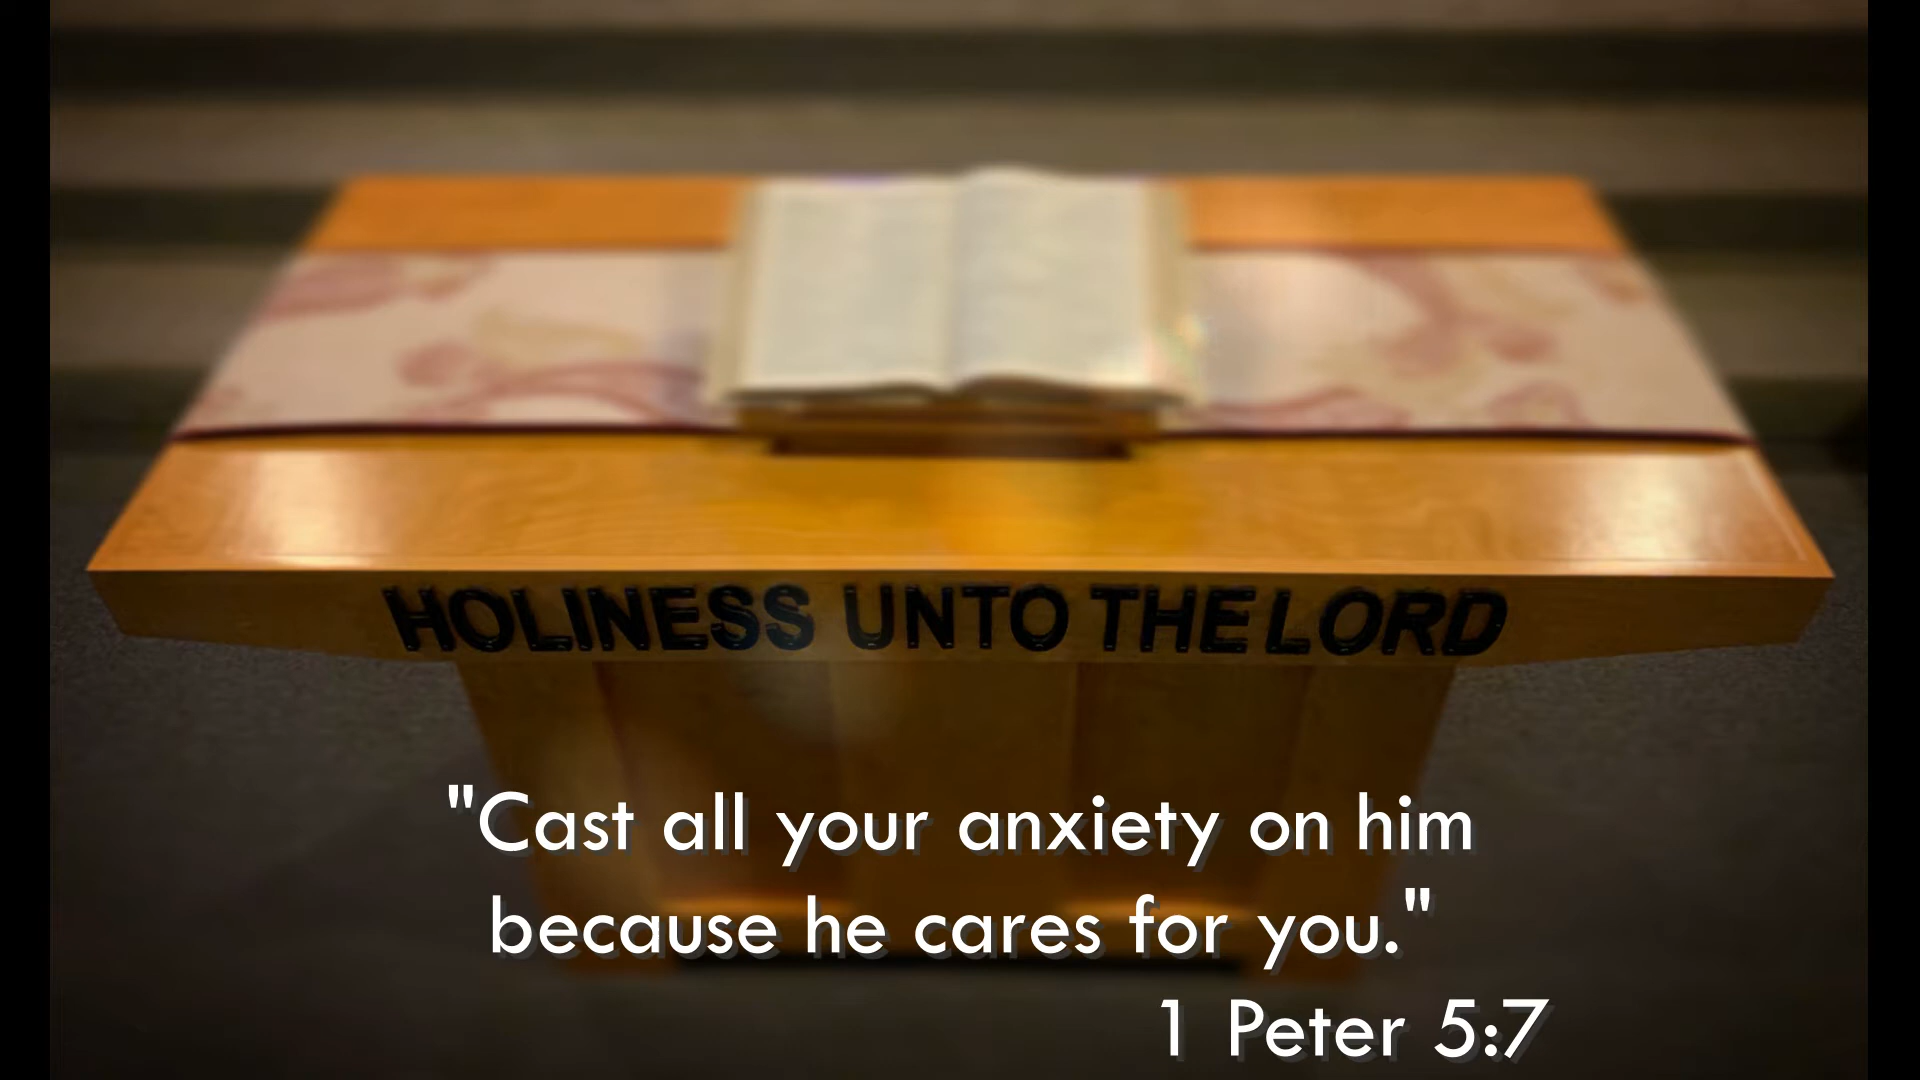 HOLINESS UNTO THE LORD
"Cast all your anxiety on him
because he cares for you."
1 Peter 5:7